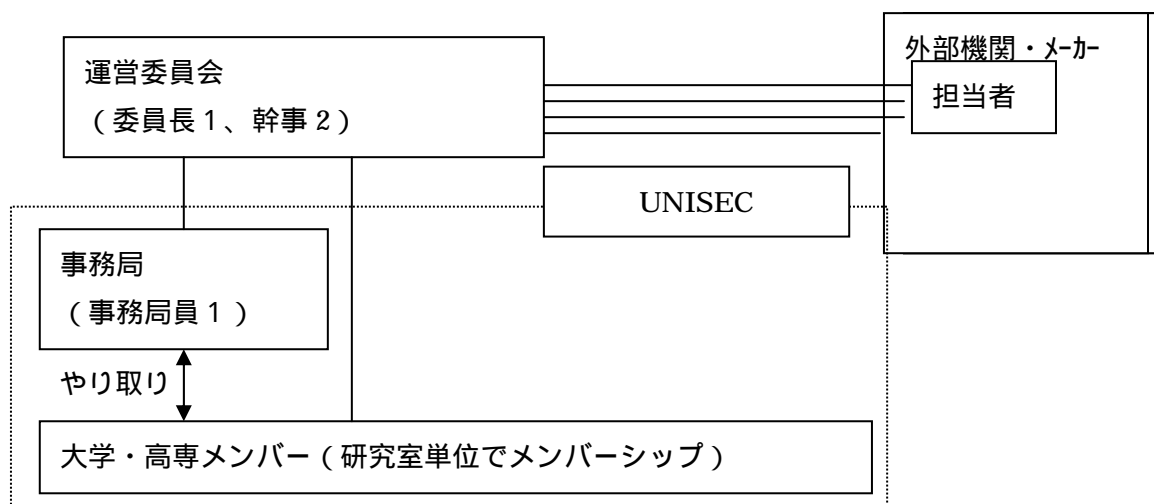 運営委員会
（委員長１、幹事２）
外部機関・ﾒｰｶｰ
担当者
UNISEC
事務局
（事務局員１）
やり取り
大学・高専メンバー（研究室単位でメンバーシップ）